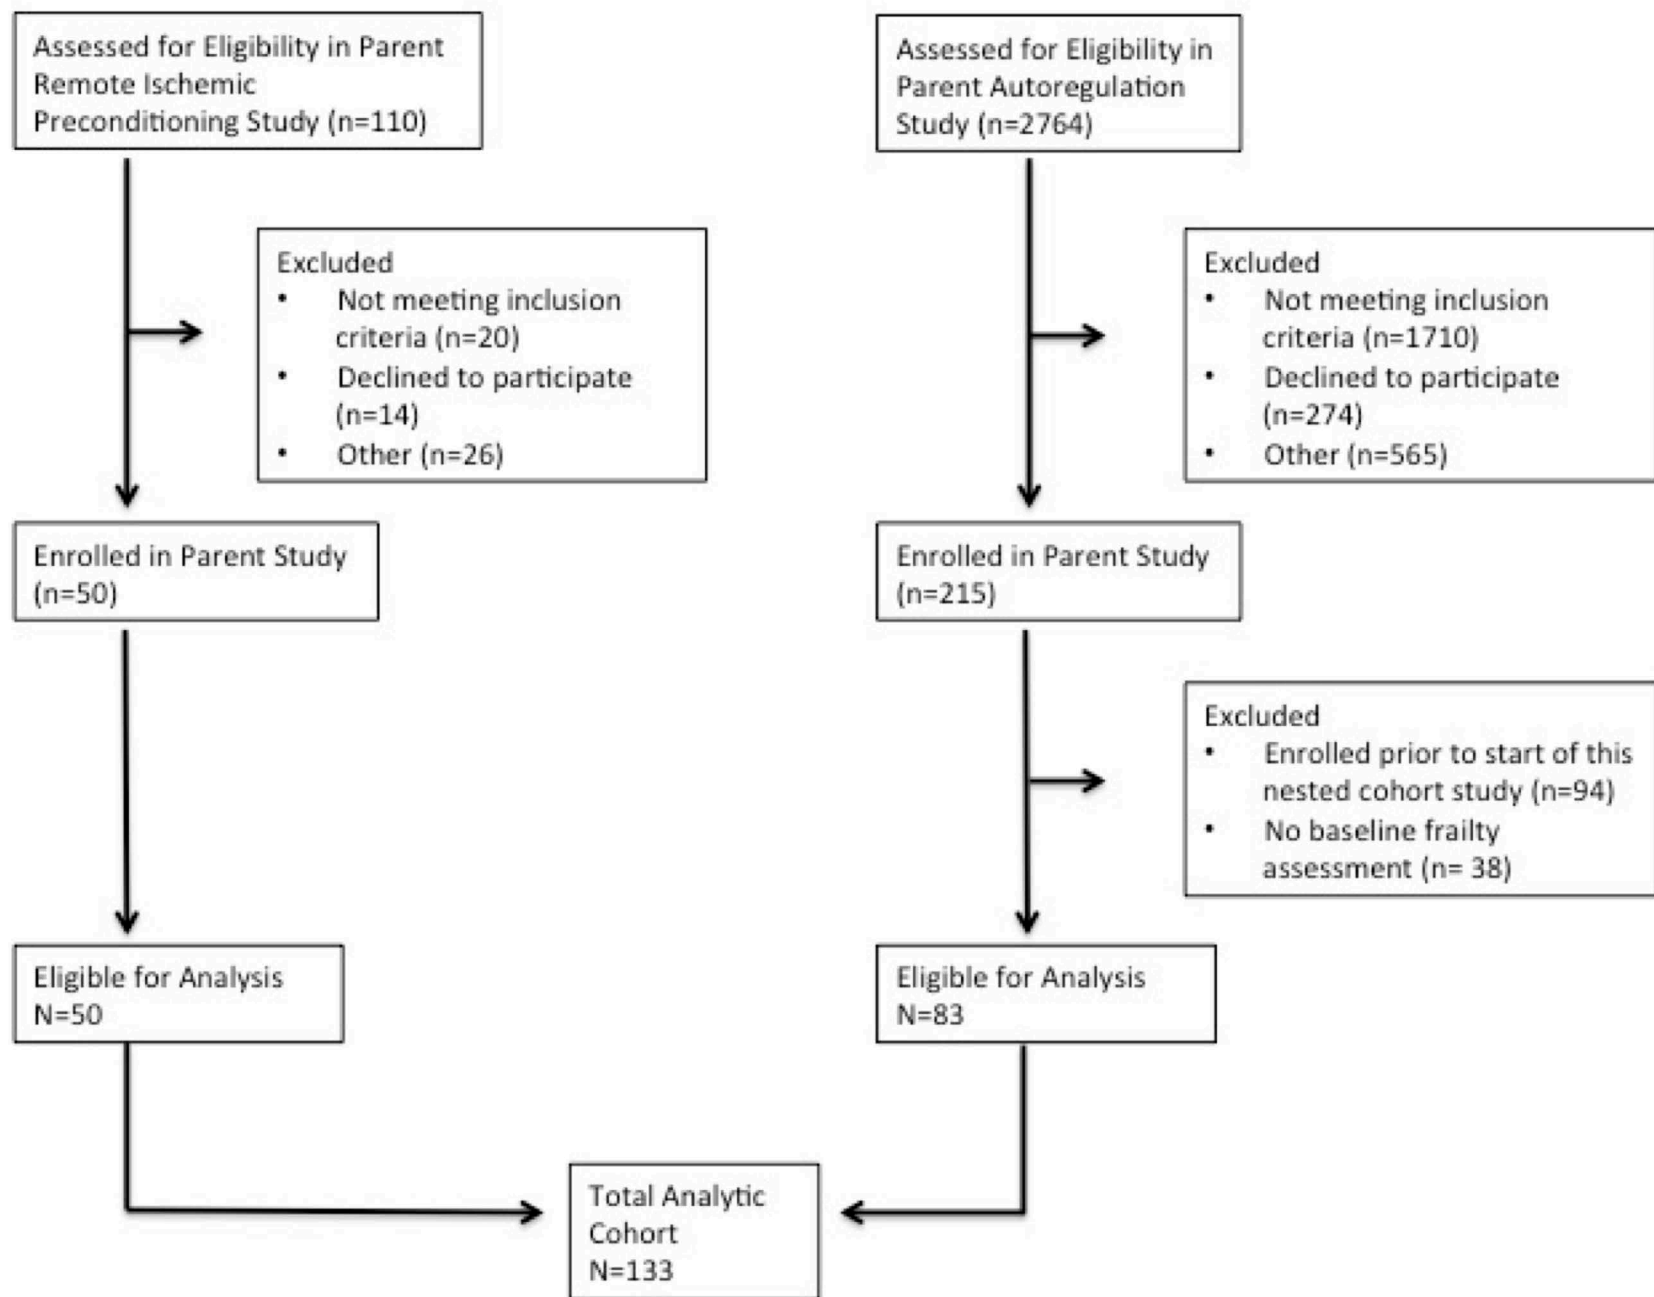 Assessed for Eligibility in Parent
Remote Ischemic
Preconditioning Study (n=110)
Excluded
• Not meeting inclusion
criteria (n=20)
• Declined to participate
(n=14)
• Other (n=26)
Enrolled in Parent Study
(n=50)
Eligible for Analysis
N=50
Assessed for Eligibility in
Parent Autoregulation
Study (n=2764)
Excluded
• Not meeting inclusion
criteria (n=1710)
• Declined to participate
(n=274)
• Other (n=565)
Enrolled in Parent Study
(n=215)
Excluded
• Enrolled prior to start of this
nested cohort study (n=94)
• No baseline frailty
assessment (n= 38)
Eligible for Analysis
N=83
Total Analytic
Cohort
N=133